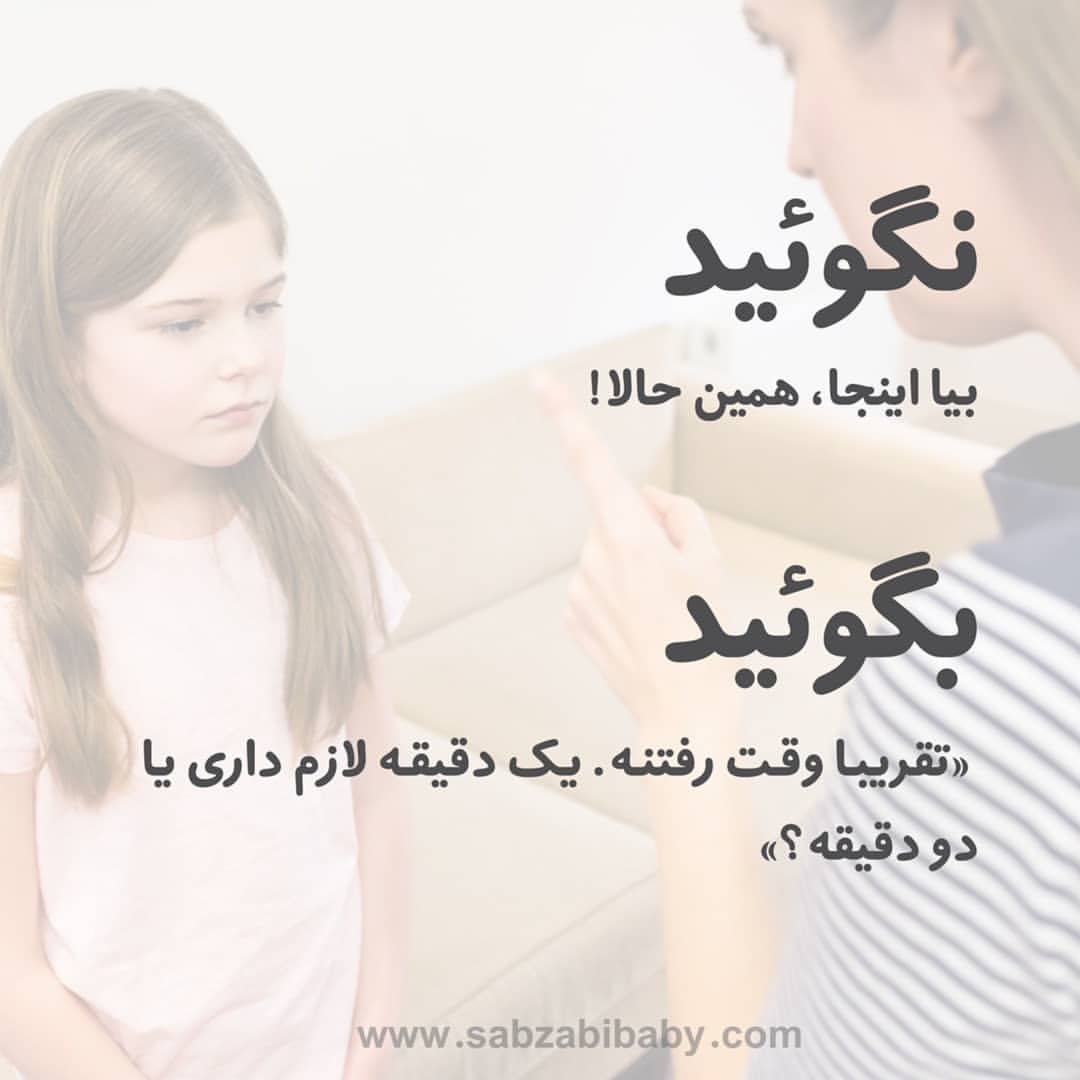 نگوئید
بیا اینجا، همین حالا!
بگوئید
«تقریبا وقت رفتنه. یک دقیقه لازم داری یا
دو دقیقه؟»
www.sabzabibaby.com